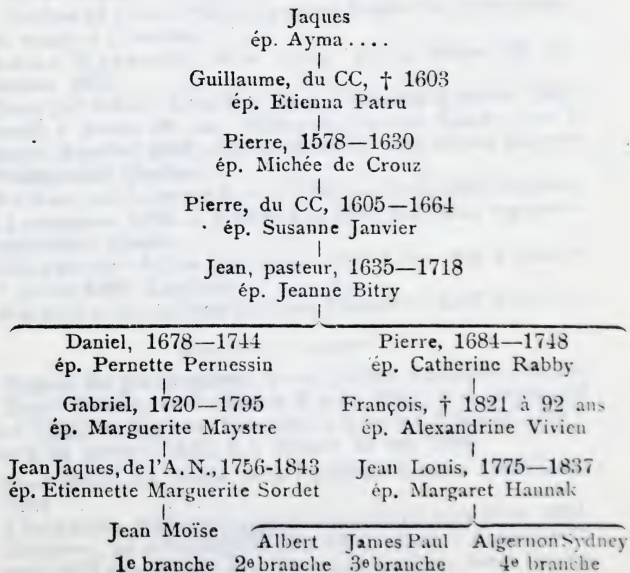 Jaques
ép. Ayma . . . .
Guillaume, du CC, † 1603
ép. Etienna Patru
Pierre, 1578—1630
ép. Michée de Crouz
Pierre, du CC, 1605—1664
ép. Susanne Janvier
Jean, pasteur, 1635—1718
ép. Jeanne Bitry
Daniel, 1678—1744 Pierre, 1684—1748
ép. Pernette Pernessin ép. Catherine Rabby
Gabriel, 1720—1795 François, † 1821 à 92 ans
ép. Marguerite Maystre ép. Alexandrine Vivien
Jean Jaques, de l'A. N., 1756-1843 Jean Louis, 1775—1837
ép. Etiennette Marguerite Sordet ép. Margaret Hannak
Jean Moïse Albert James Paul Algernon Sydney
1e branche 2e branche 3e branche 4e branche